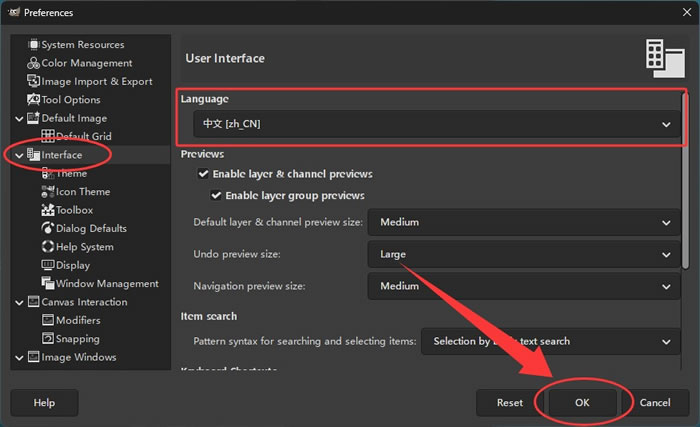 Preferences
System Resources
Color Management
Image Import & Export
Tool Options
Default Image
Default Grid
Interface
Theme
Icon Theme
Toolbox
Dialog Defaults
Help System
Display
Window Management
Canvas Interaction
Modifiers
Snapping
Image Windows
User Interface
Language
中文 [zh_CN]
Previews
Enable layer & channel previews
Enable layer group previews
Default layer & channel preview size: Medium
Undo preview size: Large
Navigation preview size: Medium
Item search
Pattern syntax for searching and selecting items: Selection by text search
Keyboard Shortcuts
Help
Reset
OK
Cancel